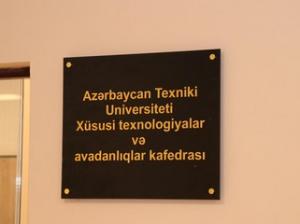 Azərbaycan Texniki
Universiteti
Xüsusi texnologiyalar
və
avadanlıqlar kafedrası